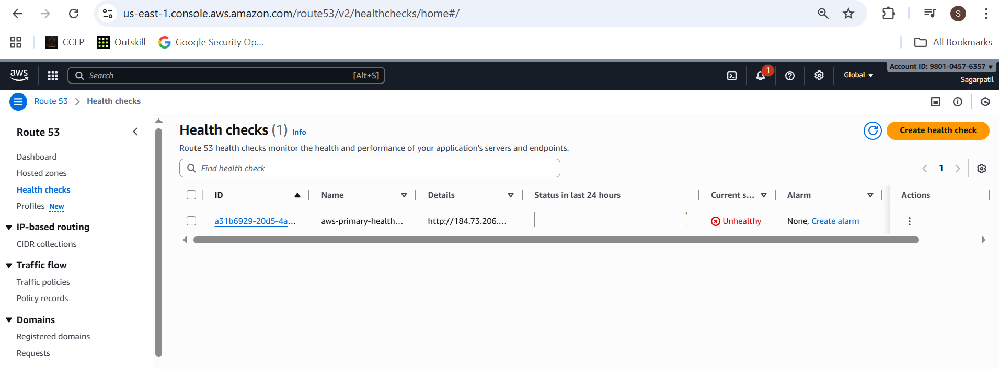 us-east-1.console.aws.amazon.com/route53/v2/healthchecks/home#/
S
CCEP
Outskill
Google Security Op...
All Bookmarks
aws
Search
[Alt+S]
1
Global
Account ID: 9801-0457-6357
Sagarpatil
Route 53
Health checks
Route 53
Dashboard
Hosted zones
Health checks
Profiles New
IP-based routing
CIDR collections
Traffic flow
Traffic policies
Policy records
Domains
Registered domains
Requests
Health checks (1) Info
Create health check
Route 53 health checks monitor the health and performance of your application's servers and endpoints.
Find health check
1
ID Name Details Status in last 24 hours Current s... Alarm Actions
a31b6929-20d5-4a... aws-primary-health... http://184.73.206.... Unhealthy None, Create alarm